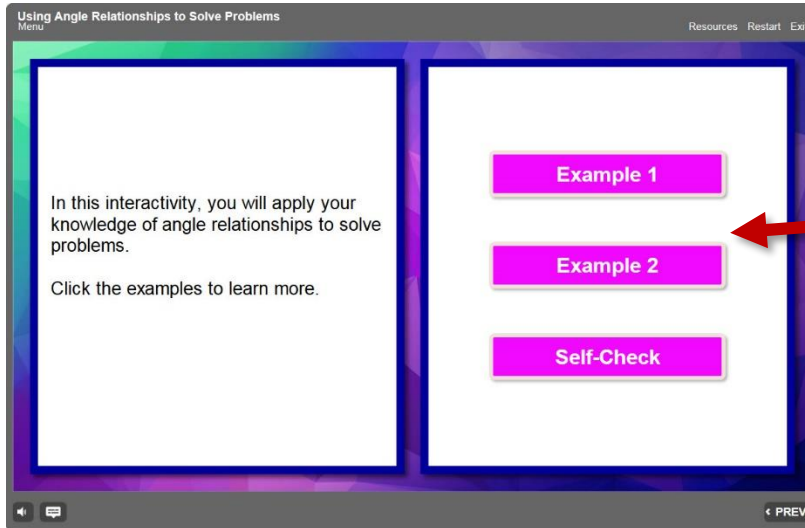 Using Angle Relationships to Solve Problems
Menu
Resources Restart
In this interactivity, you will apply your
knowledge of angle relationships to solve
problems.
Click the examples to learn more.
Example 1
Example 2
Self-Check
PREV